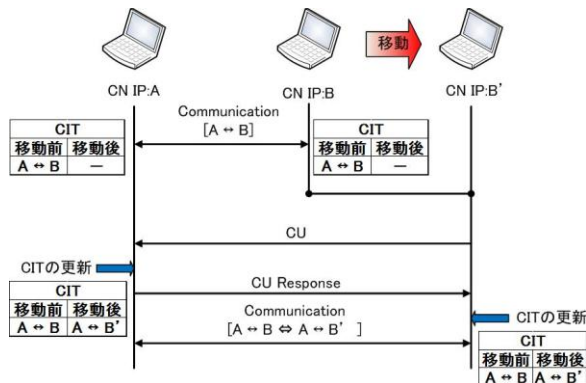 移動
CN IP:A
CN IP:B
CN IP:B'
Communication
[A ↔ B]
CIT
移動前 移動後
A ↔ B ー
CIT
移動前 移動後
A ↔ B ー
CU
CITの更新
CU Response
CIT
移動前 移動後
A ↔ B A ↔ B'
Communication
[A ↔ B ⇔ A ↔ B' ]
CITの更新
CIT
移動前 移動後
A ↔ B A ↔ B'